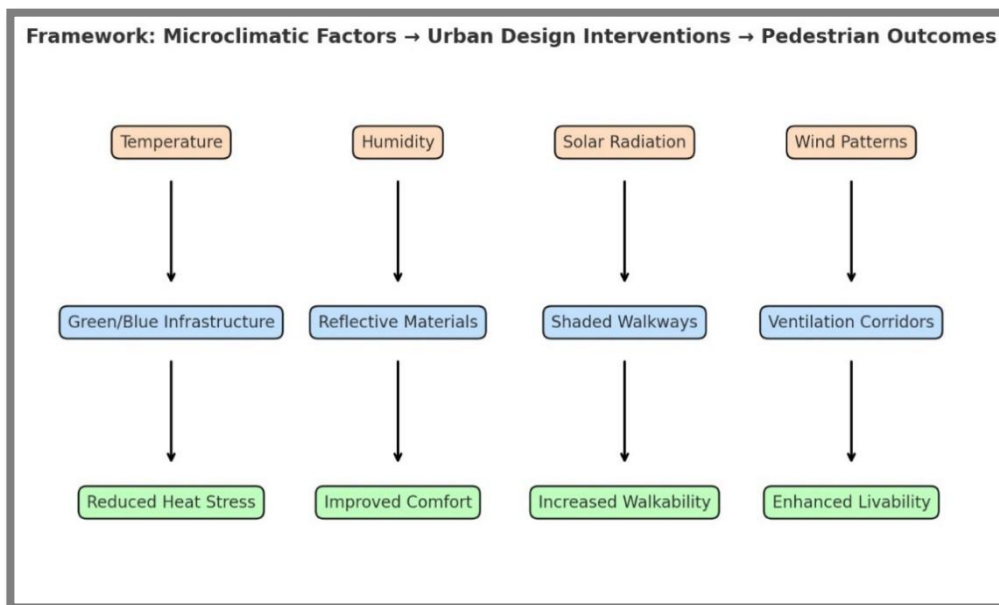 Framework: Microclimatic Factors → Urban Design Interventions → Pedestrian Outcomes
Temperature
Humidity
Solar Radiation
Wind Patterns
Green/Blue Infrastructure
Reflective Materials
Shaded Walkways
Ventilation Corridors
Reduced Heat Stress
Improved Comfort
Increased Walkability
Enhanced Livability